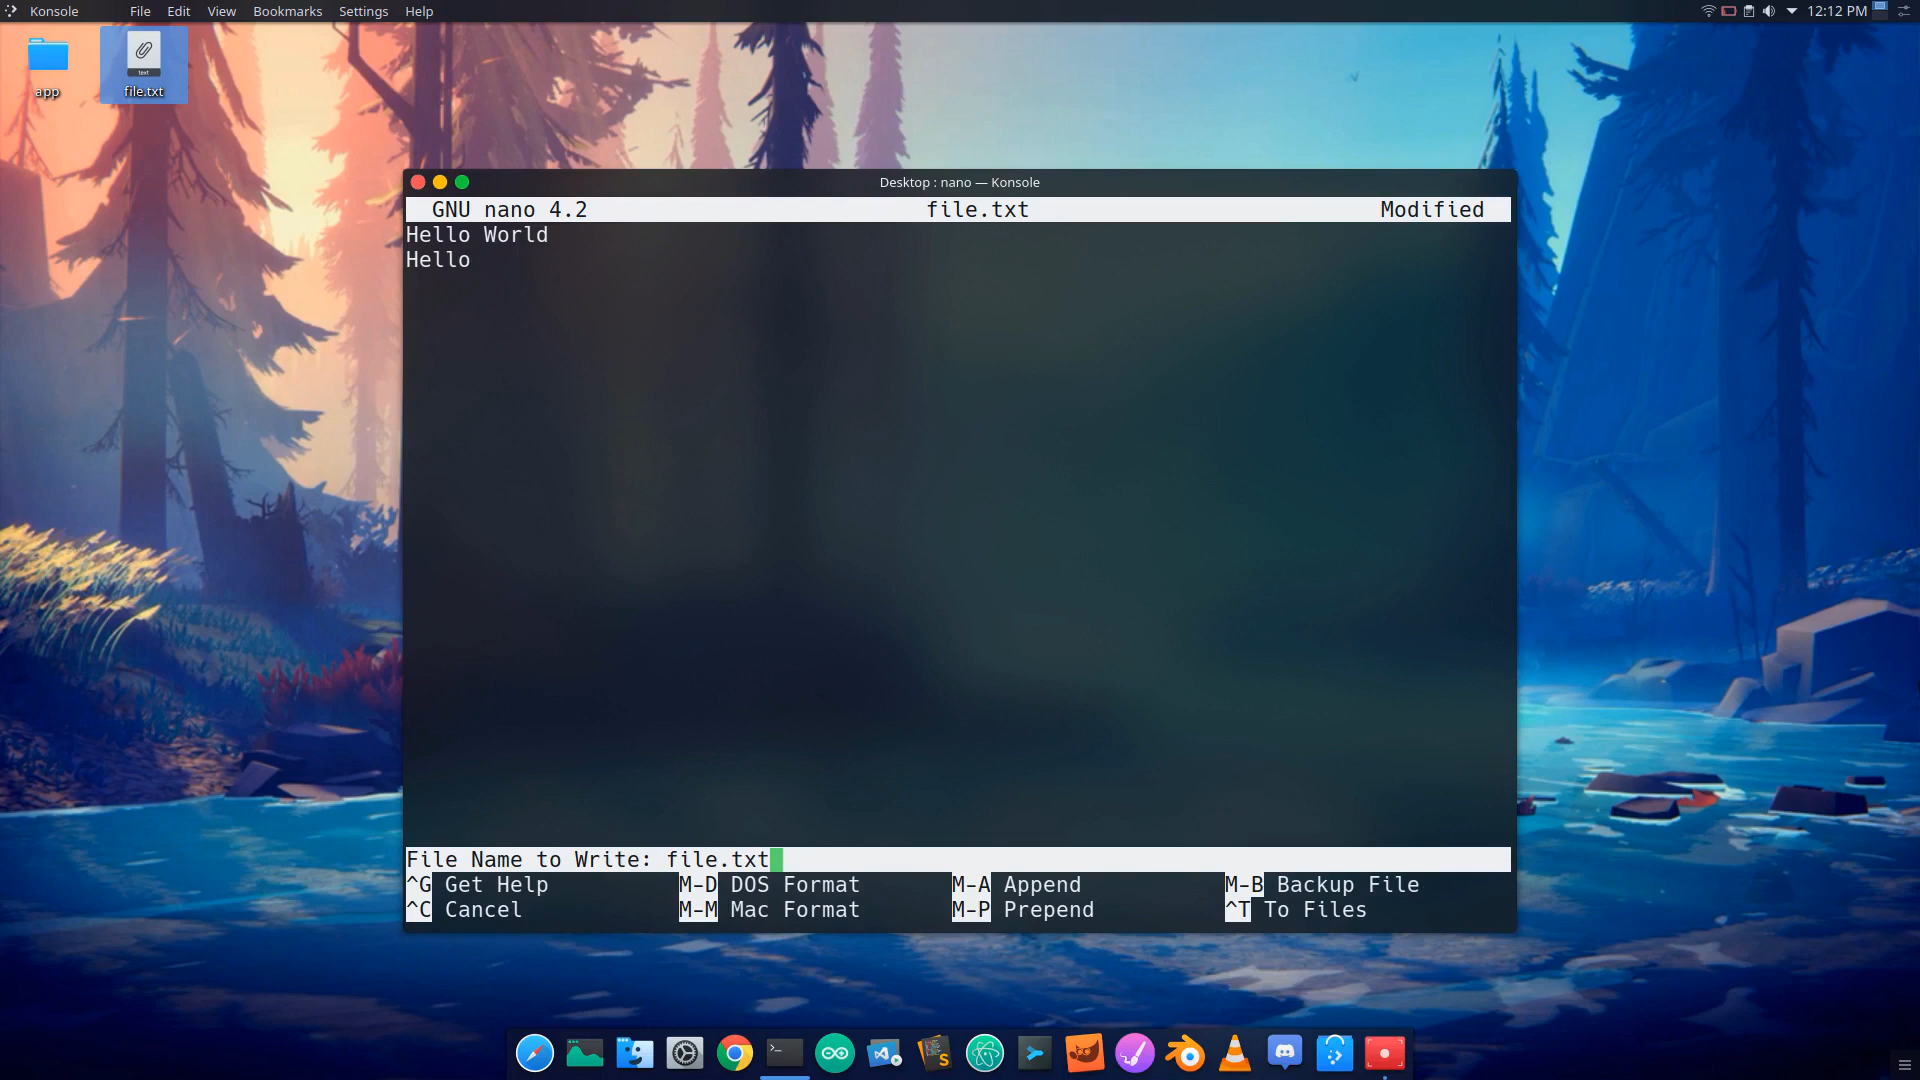 Konsole File Edit View Bookmarks Settings Help 12:12 PM
app text file.txt
Desktop : nano — Konsole
GNU nano 4.2 file.txt Modified
Hello World
Hello
File Name to Write: file.txt
^G Get Help M-D DOS Format M-A Append M-B Backup File
^C Cancel M-M Mac Format M-P Prepend ^T To Files